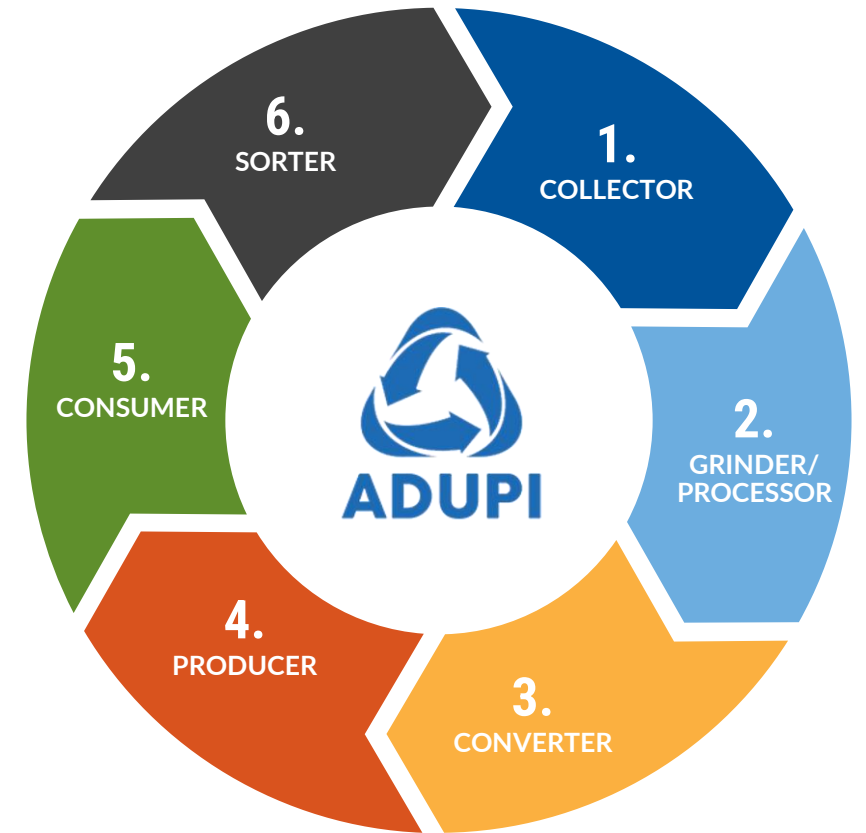 1.
COLLECTOR
2.
GRINDER/
PROCESSOR
3.
CONVERTER
4.
PRODUCER
5.
CONSUMER
6.
SORTER
ADUPI